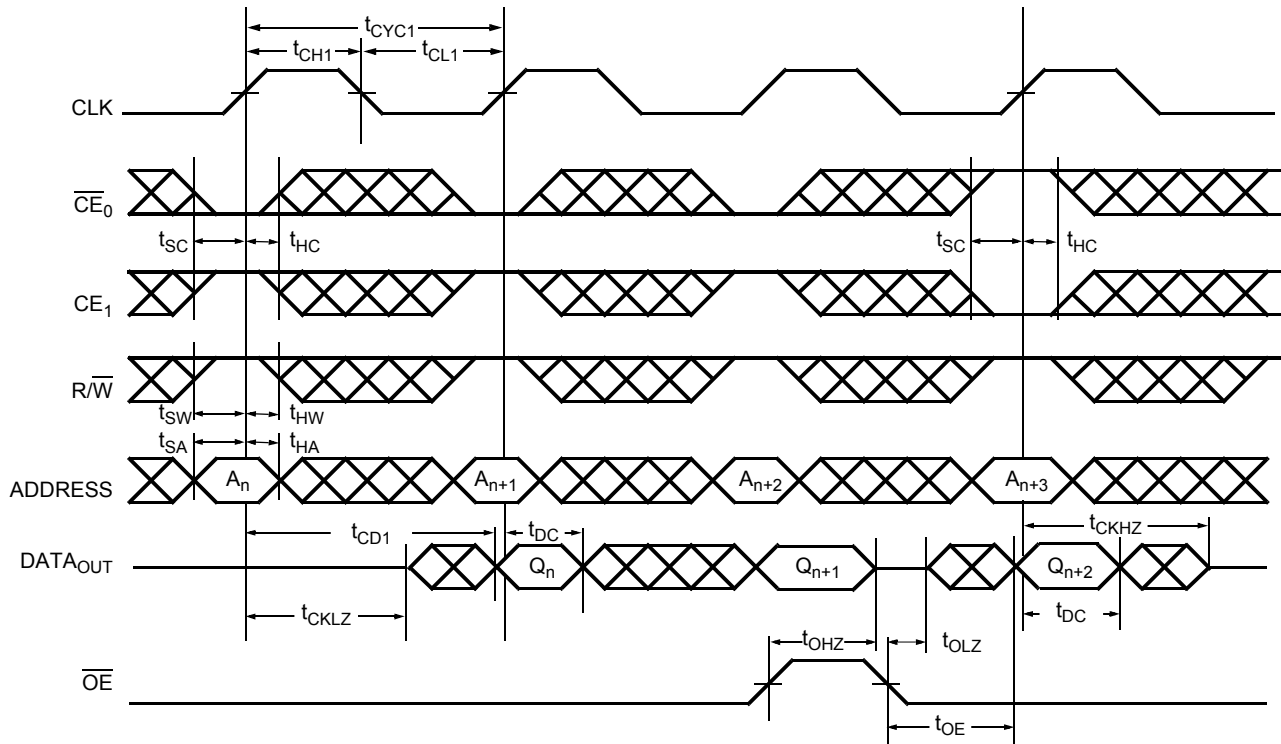 tCYC1
tCH1 tCL1
CLK
CE0
tSC tHC tSC tHC
CE1
R/W
tSW tHW
tSA tHA
ADDRESS An An+1 An+2 An+3
tCD1 tDC tCKHZ
DATAOUT Qn Qn+1 Qn+2
tCKLZ tDC
tOHZ tOLZ
OE
tOE